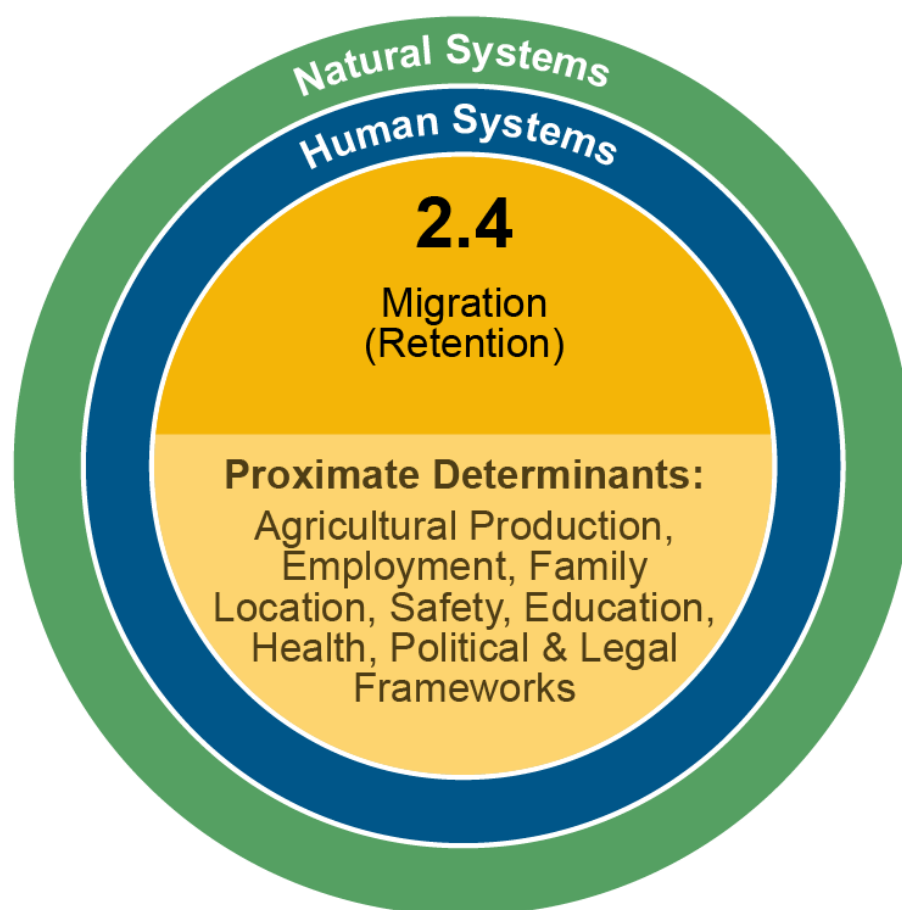 Natural Systems
Human Systems
2.4
Migration
(Retention)
Proximate Determinants:
Agricultural Production,
Employment, Family
Location, Safety, Education,
Health, Political & Legal
Frameworks